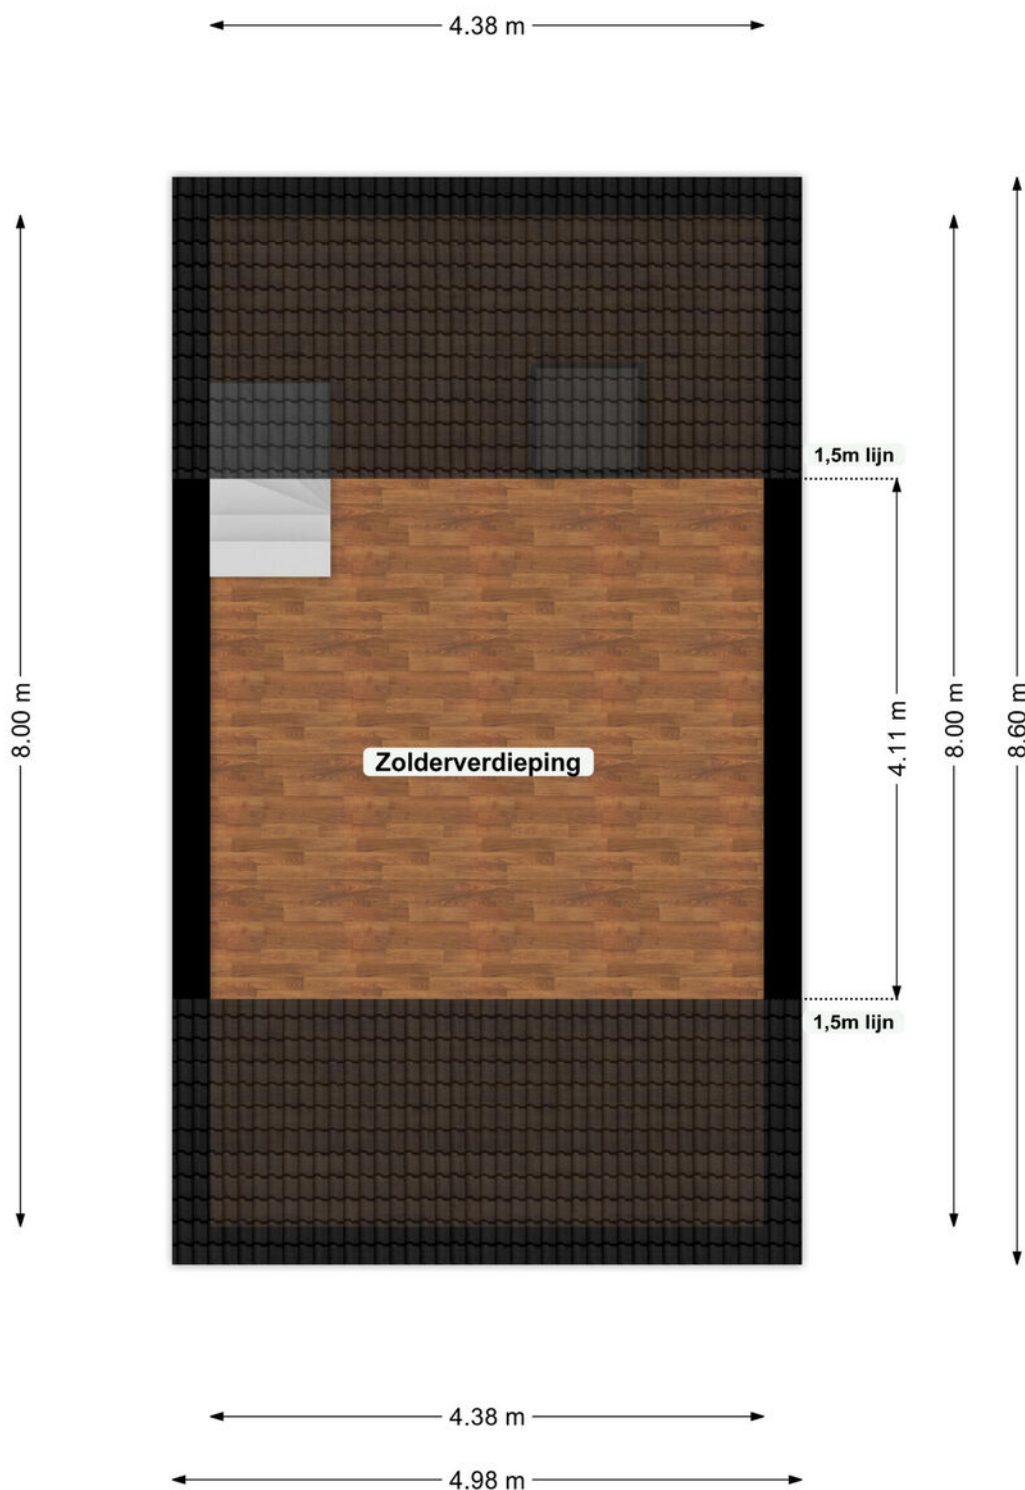 4.38 m
1,5m lijn
8.00 m
4.11 m
8.00 m
8.60 m
Zolderverdieping
1,5m lijn
4.38 m
4.98 m